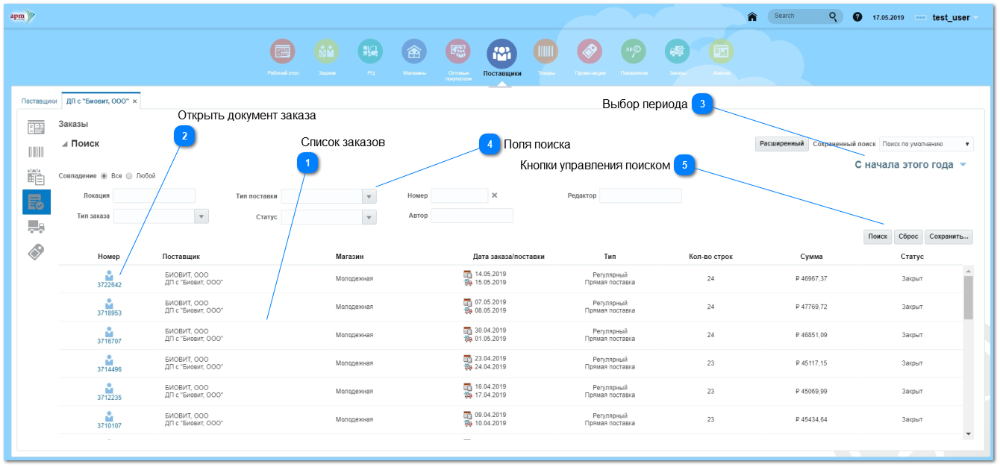 apm
Search
?
17.05.2019
test_user
Рабочий стол
Задачи
РЦ
Магазины
Оптовые покупатели
Поставщики
Товары
Промо-акции
Показатели
Заказы
Анализ
Поставщики
ДП с "Биовит, ООО" ×
Выбор периода 3
Открыть документ заказа
2
Заказы
Поиск
Список заказов
1
4 Поля поиска
Кнопки управления поиском 5
Расширенный Сохраненный поиск Поиск по умолчанию
С начала этого года
Совпадение Все Любой
Локация
Тип поставки
Номер
Редактор
Тип заказа
Статус
Автор
Поиск Сброс Сохранить...
Номер Поставщик Магазин Дата заказа/поставки Тип Кол-во строк Сумма Статус
3722642 БИОВИТ, ООО ДП с "Биовит, ООО" Молодежная 14.05.2019 15.05.2019 Регулярный Прямая поставка 24 ₽ 46967,37 Закрыт
3718953 БИОВИТ, ООО ДП с "Биовит, ООО" Молодежная 07.05.2019 08.05.2019 Регулярный Прямая поставка 24 ₽ 47769,72 Закрыт
3716707 БИОВИТ, ООО ДП с "Биовит, ООО" Молодежная 30.04.2019 01.05.2019 Регулярный Прямая поставка 24 ₽ 46851,09 Закрыт
3714496 БИОВИТ, ООО ДП с "Биовит, ООО" Молодежная 23.04.2019 24.04.2019 Регулярный Прямая поставка 23 ₽ 45117,15 Закрыт
3712235 БИОВИТ, ООО ДП с "Биовит, ООО" Молодежная 16.04.2019 17.04.2019 Регулярный Прямая поставка 23 ₽ 45069,99 Закрыт
3710107 БИОВИТ, ООО ДП с "Биовит, ООО" Молодежная 09.04.2019 10.04.2019 Регулярный Прямая поставка 23 ₽ 45434,64 Закрыт